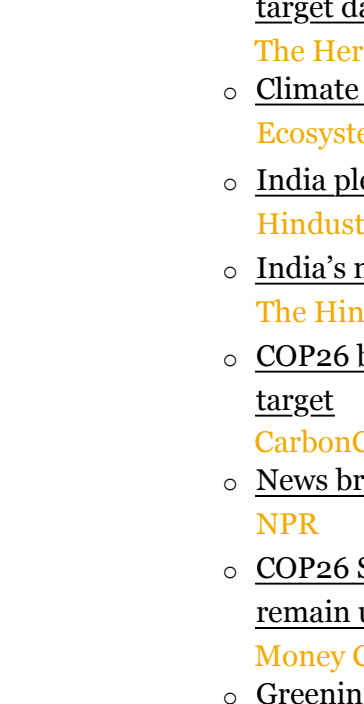 target da
The Her
○ Climate
Ecosyste
○ India ple
Hindust
○ India's n
The Hin
○ COP26 b
target
CarbonC
○ News br
NPR
○ COP26 S
remain u
Money C
○ Greenin